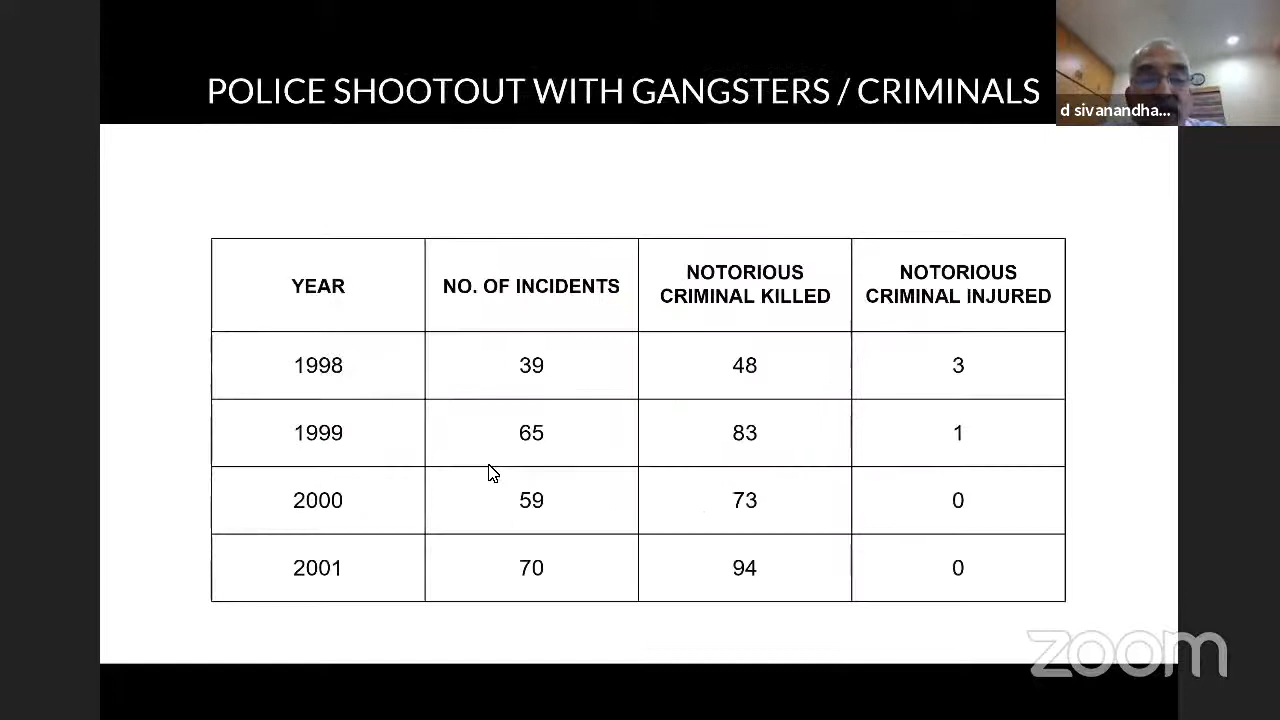 POLICE SHOOTOUT WITH GANGSTERS / CRIMINALS
d sivanandha...
YEAR
NO. OF INCIDENTS
NOTORIOUS
CRIMINAL KILLED
NOTORIOUS
CRIMINAL INJURED
1998 39 48 3
1999 65 83 1
2000 59 73 0
2001 70 94 0
zoom